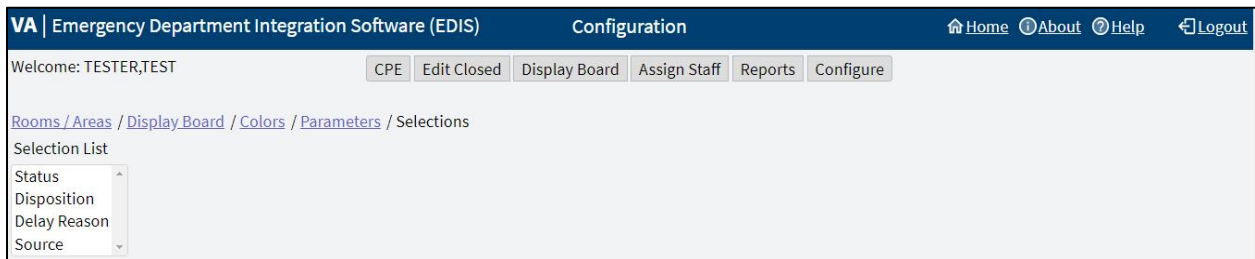 VA | Emergency Department Integration Software (EDIS) Configuration Home About Help Logout
Welcome: TESTER,TEST CPE Edit Closed Display Board Assign Staff Reports Configure
Rooms / Areas / Display Board / Colors / Parameters / Selections
Selection List
Status
Disposition
Delay Reason
Source